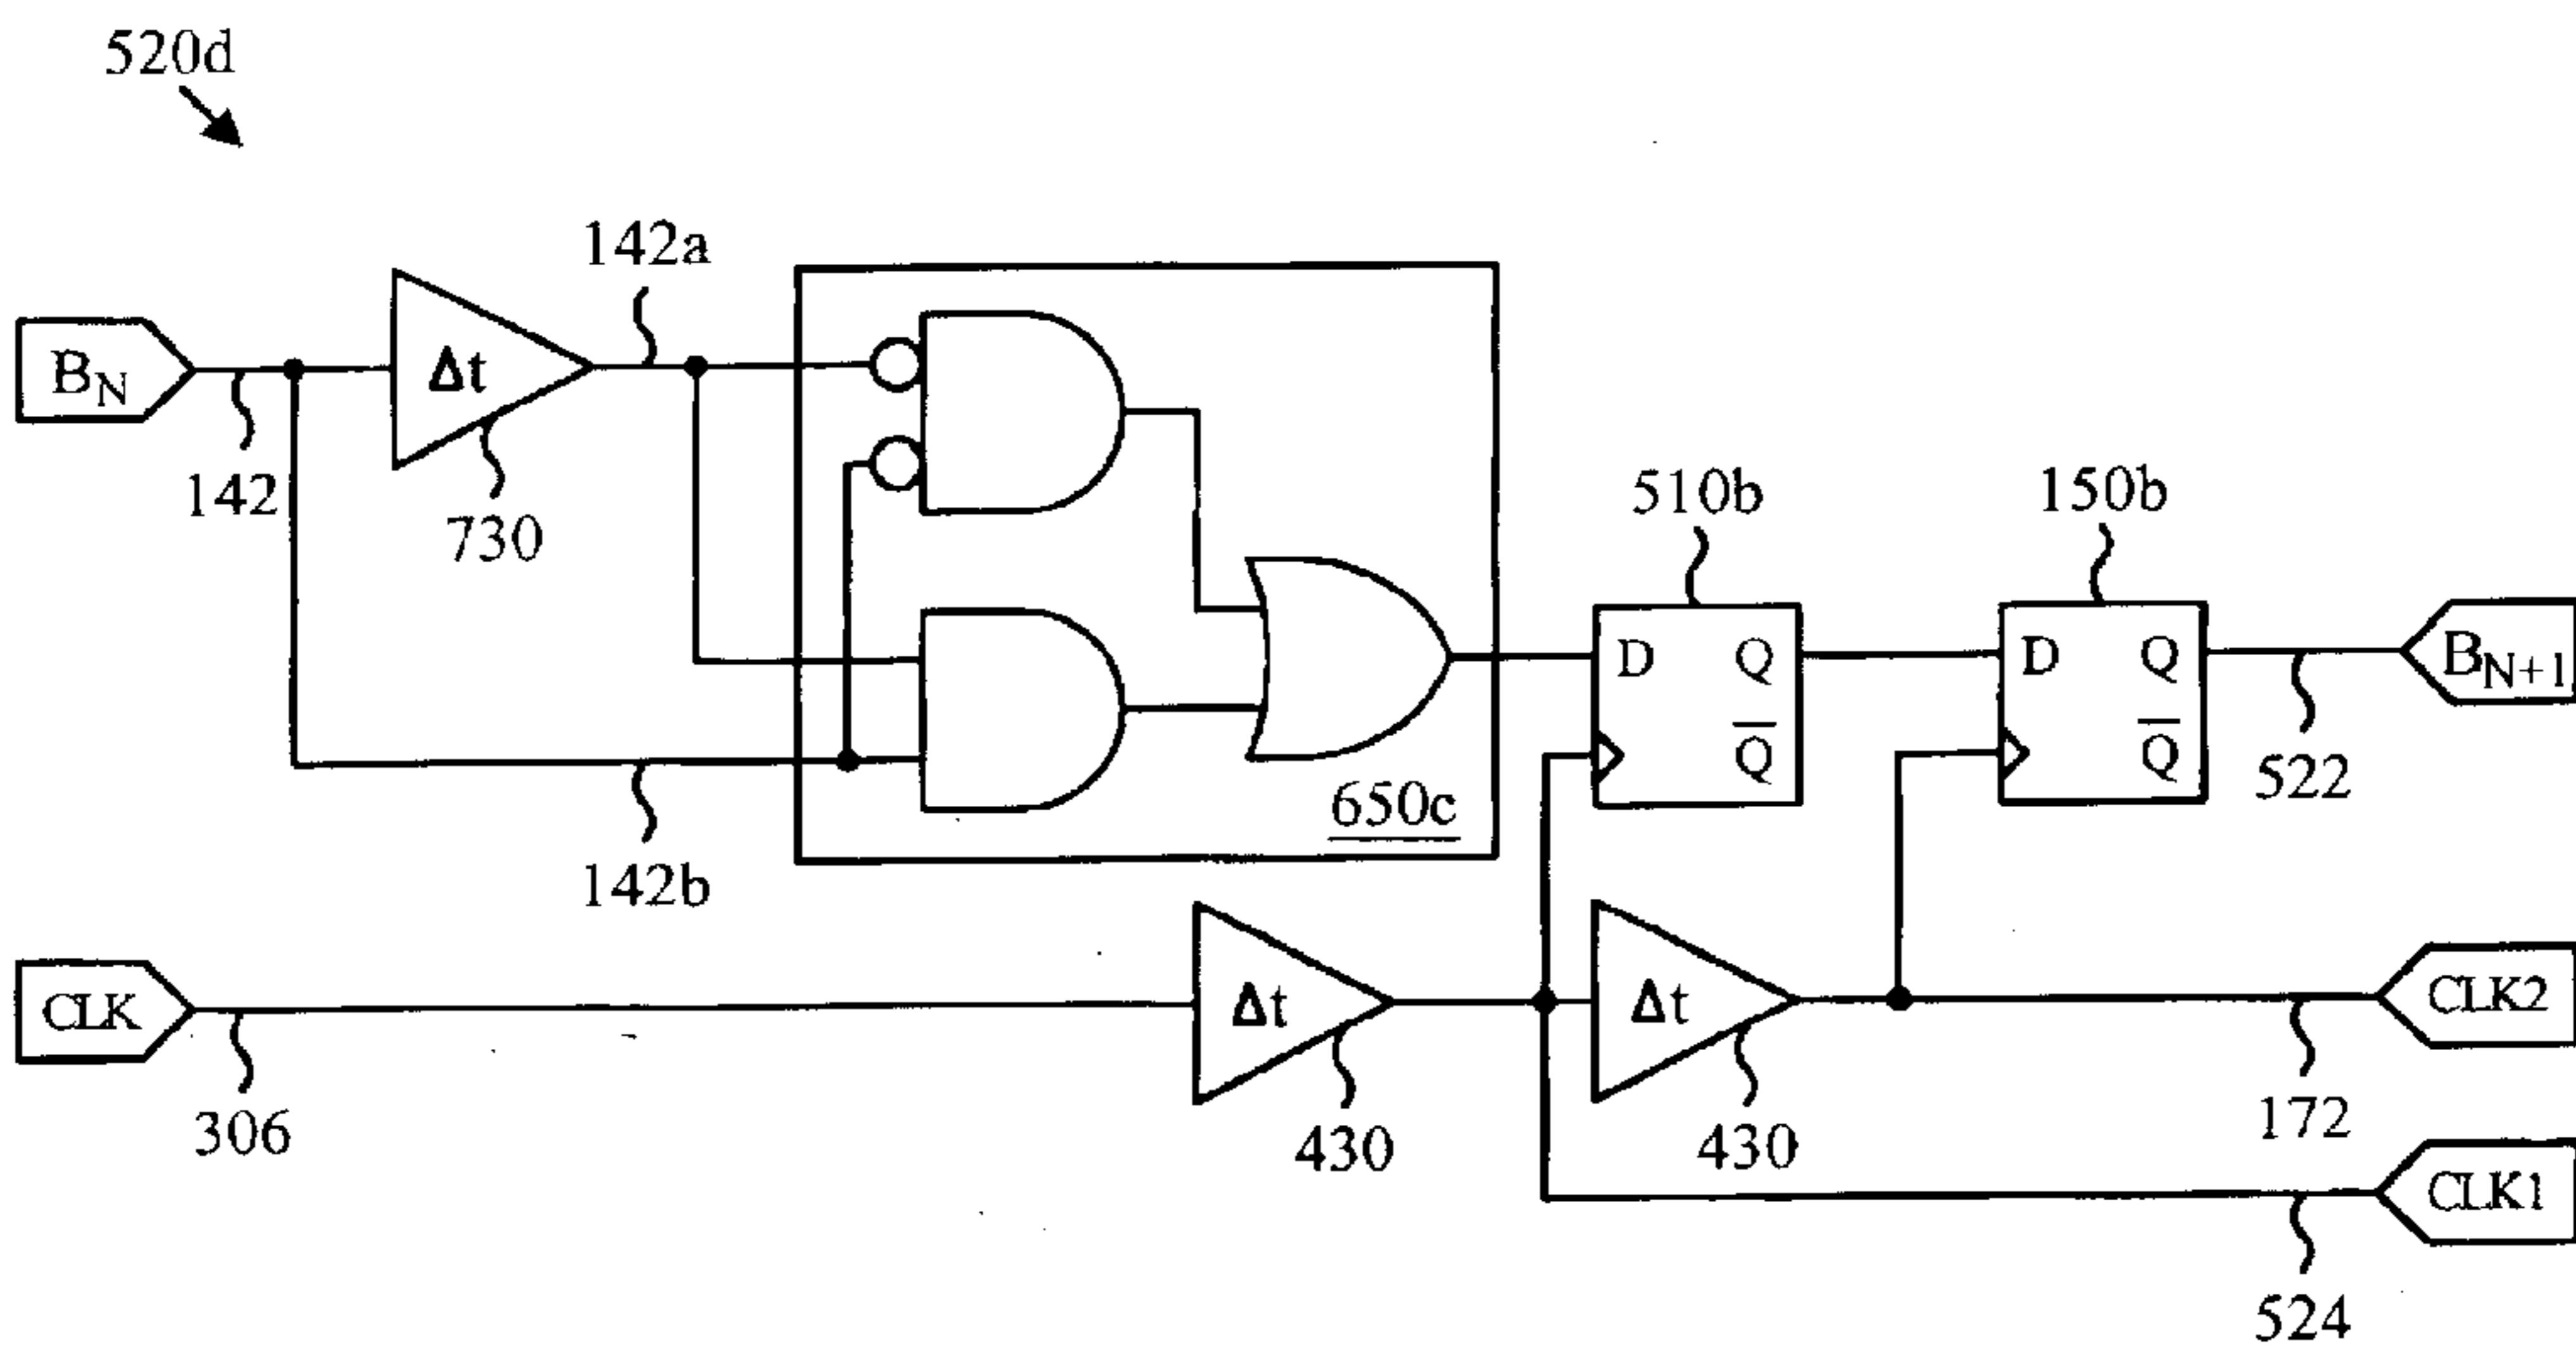 520d
142a
B_N
Δt
142
730
510b
150b
D Q
Q̅
D Q
Q̅
B_{N+1}
522
650c
142b
CLK
Δt
Δt
CLK2
306
430
430
172
CLK1
524